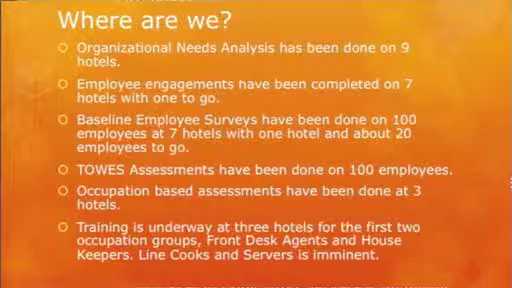 Where are we?
Organizational Needs Analysis has been done on 9
hotels.
Employee engagements have been completed on 7
hotels with one to go.
Baseline Employee Surveys have been done on 100
employees at 7 hotels with one hotel and about 20
employees to go.
TOWES Assessments have been done on 100 employees.
Occupation based assessments have been done at 3
hotels.
Training is underway at three hotels for the first two
occupation groups, Front Desk Agents and House
Keepers. Line Cooks and Servers is imminent.